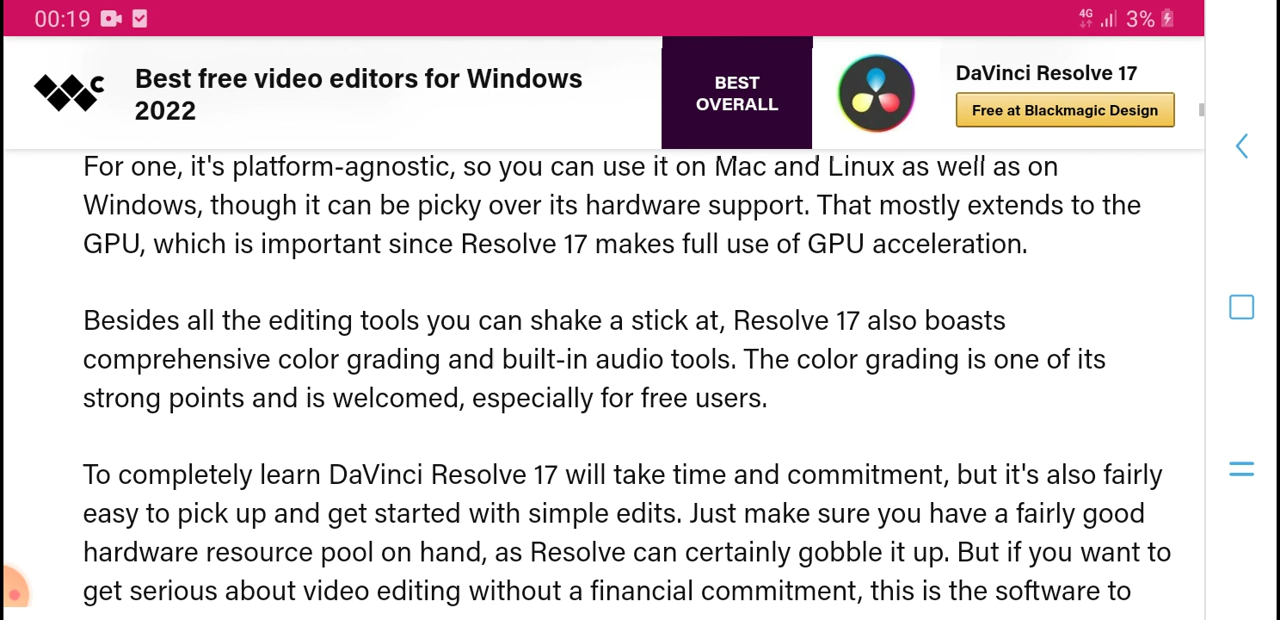 00:19
4G
3%
C
Best free video editors for Windows
2022
BEST
OVERALL
DaVinci Resolve 17
Free at Blackmagic Design
For one, it's platform-agnostic, so you can use it on Mac and Linux as well as on
Windows, though it can be picky over its hardware support. That mostly extends to the
GPU, which is important since Resolve 17 makes full use of GPU acceleration.
Besides all the editing tools you can shake a stick at, Resolve 17 also boasts
comprehensive color grading and built-in audio tools. The color grading is one of its
strong points and is welcomed, especially for free users.
To completely learn DaVinci Resolve 17 will take time and commitment, but it's also fairly
easy to pick up and get started with simple edits. Just make sure you have a fairly good
hardware resource pool on hand, as Resolve can certainly gobble it up. But if you want to
get serious about video editing without a financial commitment, this is the software to